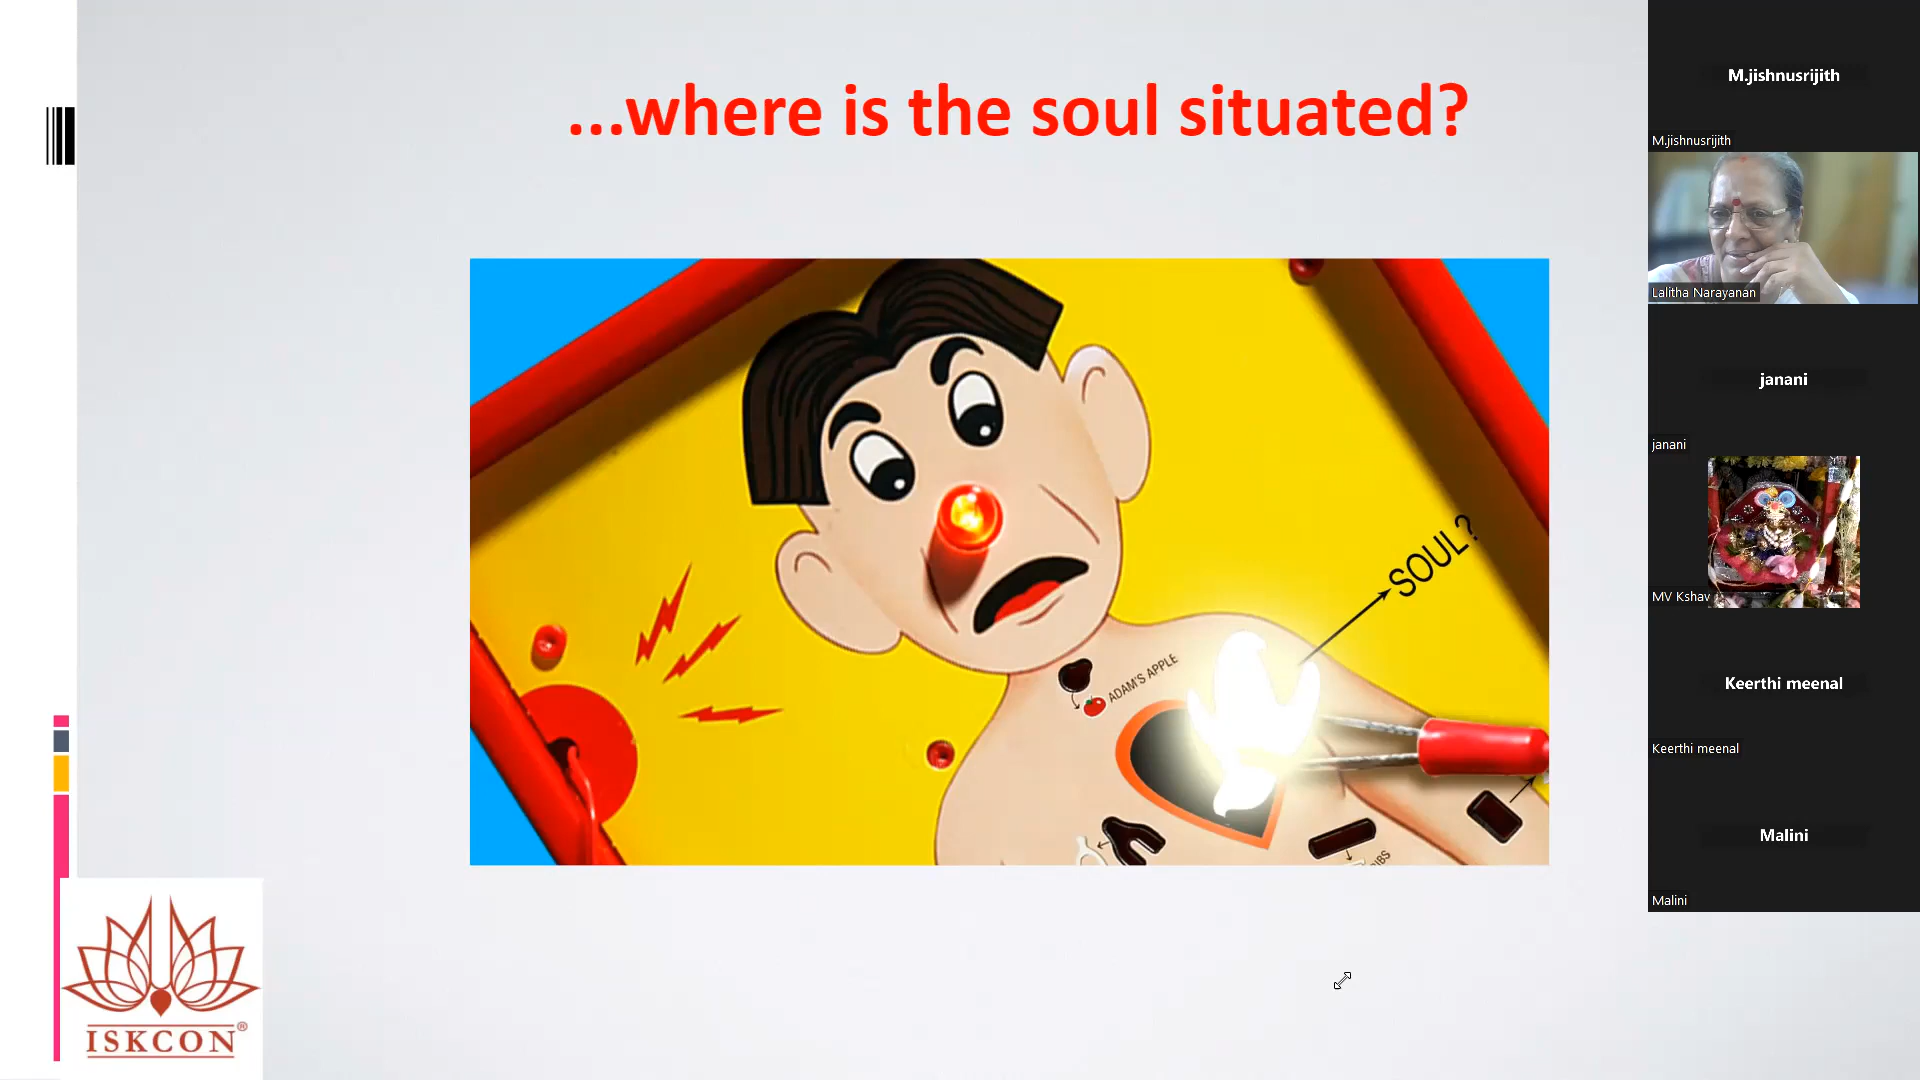 ...where is the soul situated?
SOUL?
ADAM'S APPLE
ISKCON®
M.jishnusrijith
M.jishnusrijith
Lalitha Narayanan
janani
janani
MV Kshav
Keerthi meenal
Keerthi meenal
Malini
Malini